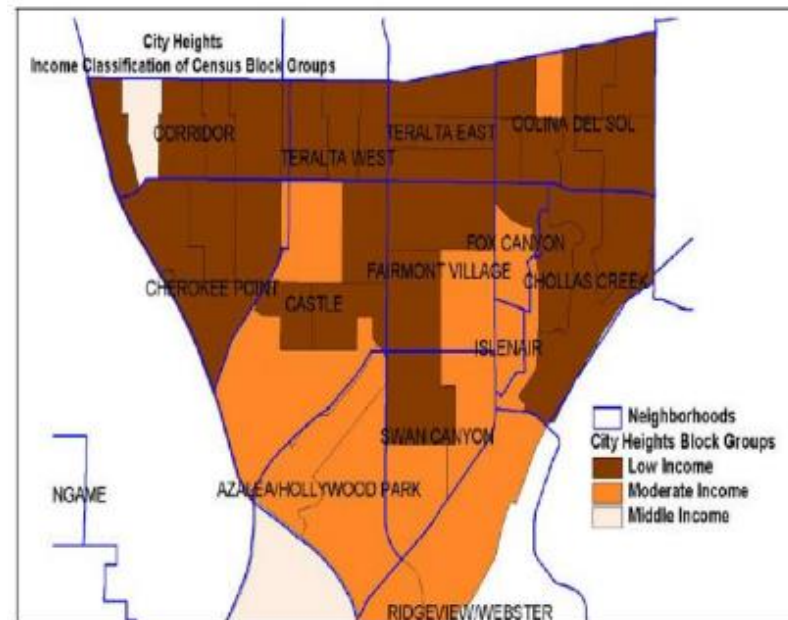 City Heights
Income Classification of Census Block Groups
CORRIDOR
TERALTA WEST
TERALTA EAST
COLINA DEL SOL
FOX CANYON
FAIRMONT VILLAGE
CHOLLAS CREEK
CHEROKEE POINT
CASTLE
ISLENAIR
SWAN CANYON
AZALEA/HOLLYWOOD PARK
NGAME
RIDGEVIEW/WEBSTER
Neighborhoods
City Heights Block Groups
Low Income
Moderate Income
Middle Income